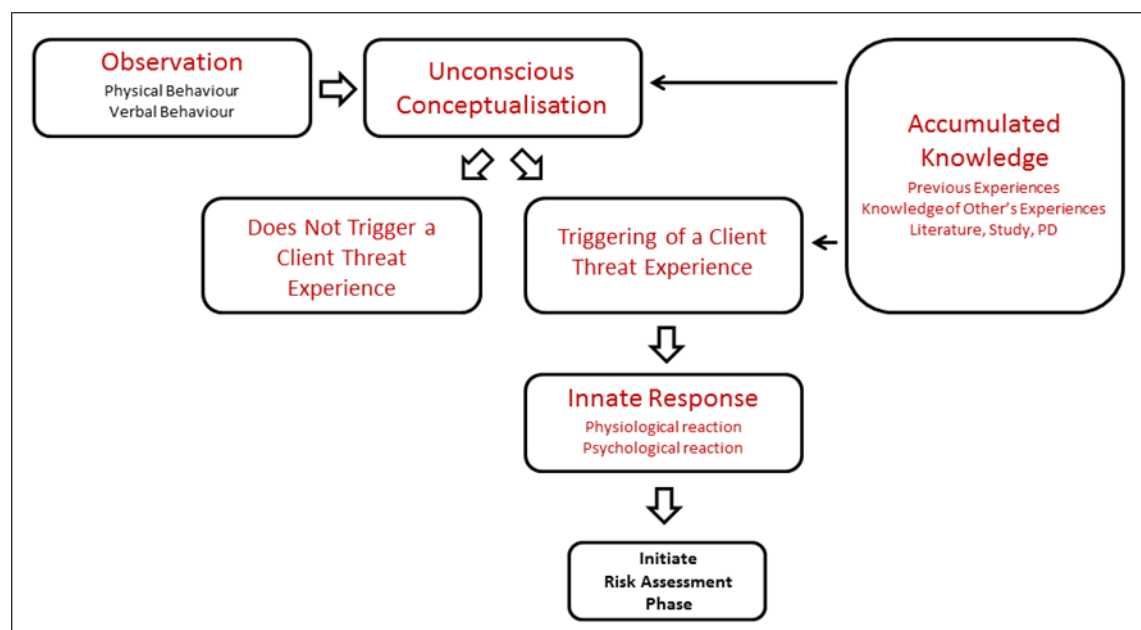 Observation
Physical Behaviour
Verbal Behaviour
Unconscious
Conceptualisation
Accumulated
Knowledge
Previous Experiences
Knowledge of Other's Experiences
Literature, Study, PD
Does Not Trigger a
Client Threat
Experience
Triggering of a Client
Threat Experience
Innate Response
Physiological reaction
Psychological reaction
Initiate
Risk Assessment
Phase